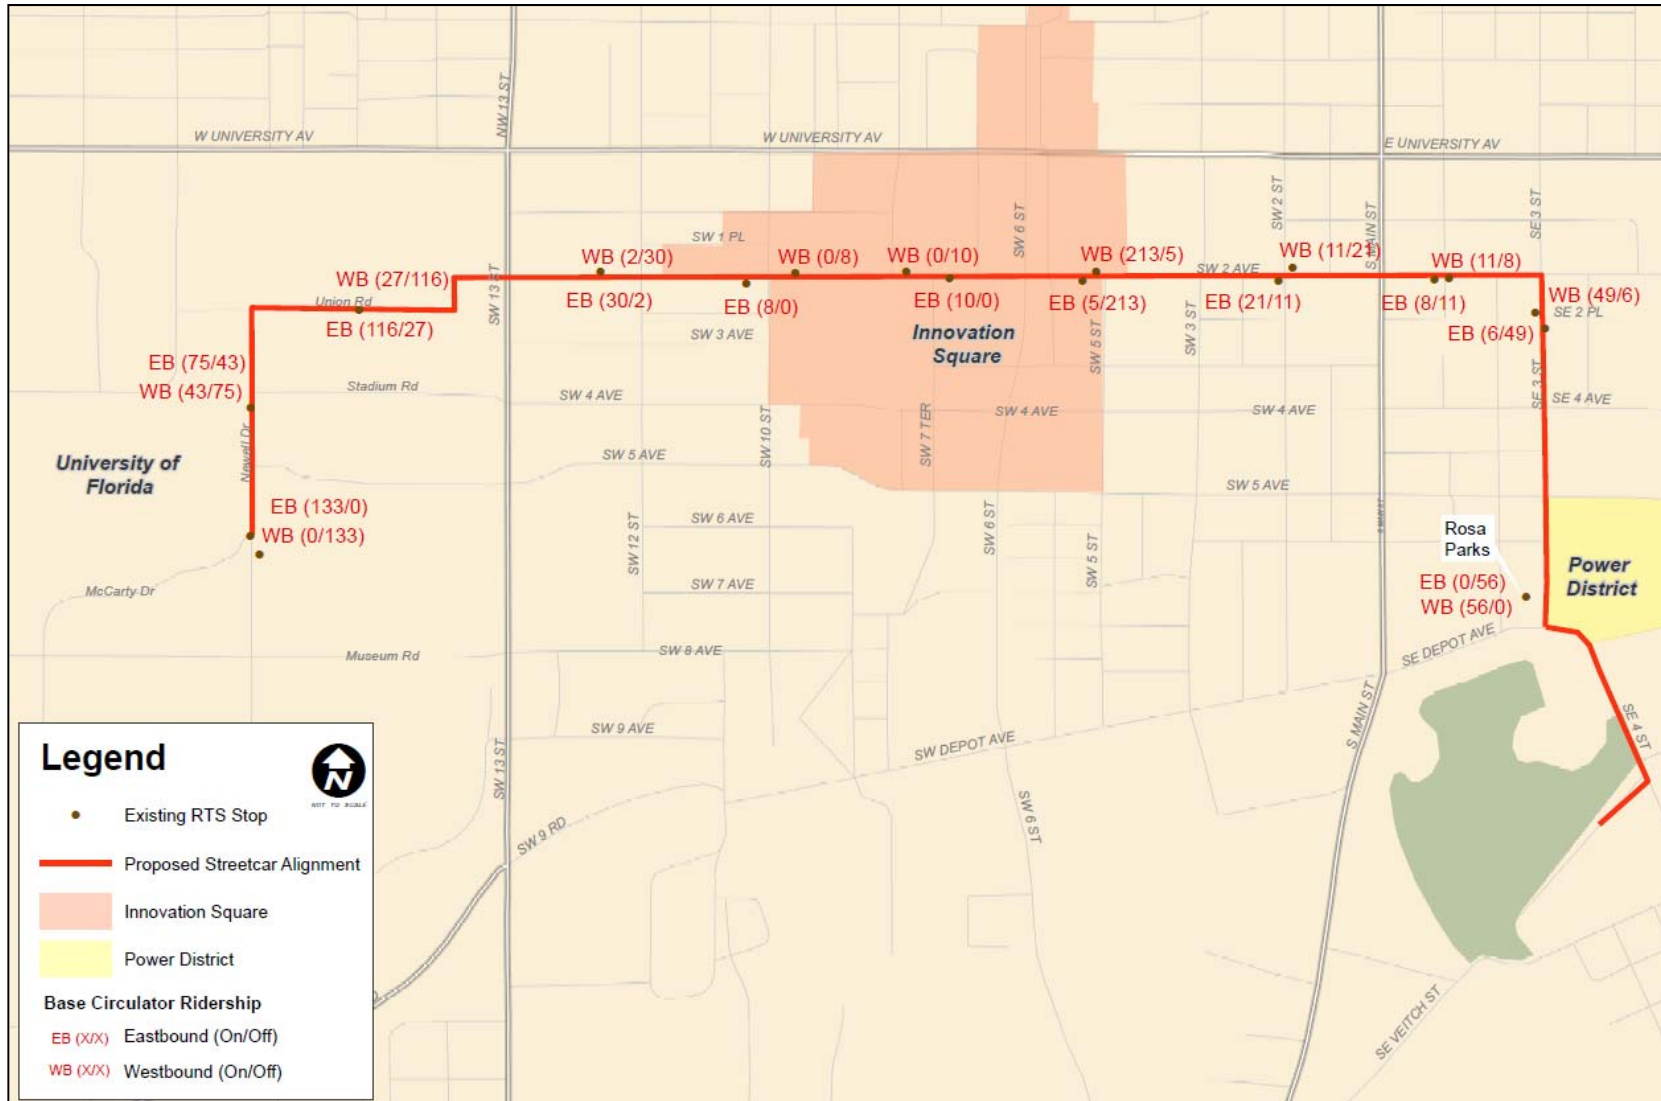 W UNIVERSITY AV
NW 13 ST
W UNIVERSITY AV
E UNIVERSITY AV
SW 6 ST
SW 2 ST
S MAIN ST
SE 3 ST
SW 1 PL
WB (2/30)
WB (0/8)
WB (0/10)
WB (213/5)
WB (11/21)
WB (11/8)
SW 2 AVE
WB (27/116)
SW 13 ST
EB (30/2)
EB (8/0)
EB (10/0)
EB (5/213)
EB (21/11)
EB (8/11)
WB (49/6)
SE 2 PL
Union Rd
EB (116/27)
SW 3 AVE
Innovation
Square
SW 5 ST
SW 3 ST
EB (6/49)
EB (75/43)
WB (43/75)
Stadium Rd
SW 4 AVE
SW 4 AVE
SW 4 AVE
SE 3 ST
SE 4 AVE
Newell Dr
SW 10 ST
SW 7 TER
University of
Florida
SW 5 AVE
SW 5 AVE
EB (133/0)
WB (0/133)
SW 12 ST
SW 6 AVE
SW 6 ST
SW 5 ST
Rosa
Parks
Power
District
McCarty Dr
SW 7 AVE
EB (0/56)
WB (56/0)
Museum Rd
SW 8 AVE
SE DEPOT AVE
SW 9 AVE
SW DEPOT AVE
S MAIN ST
SE 4 ST
SW 13 ST
SW 9 RD
SW 6 ST
SE VEITCH ST
Legend
N
NOT TO SCALE
Existing RTS Stop
Proposed Streetcar Alignment
Innovation Square
Power District
Base Circulator Ridership
EB (X/X) Eastbound (On/Off)
WB (X/X) Westbound (On/Off)